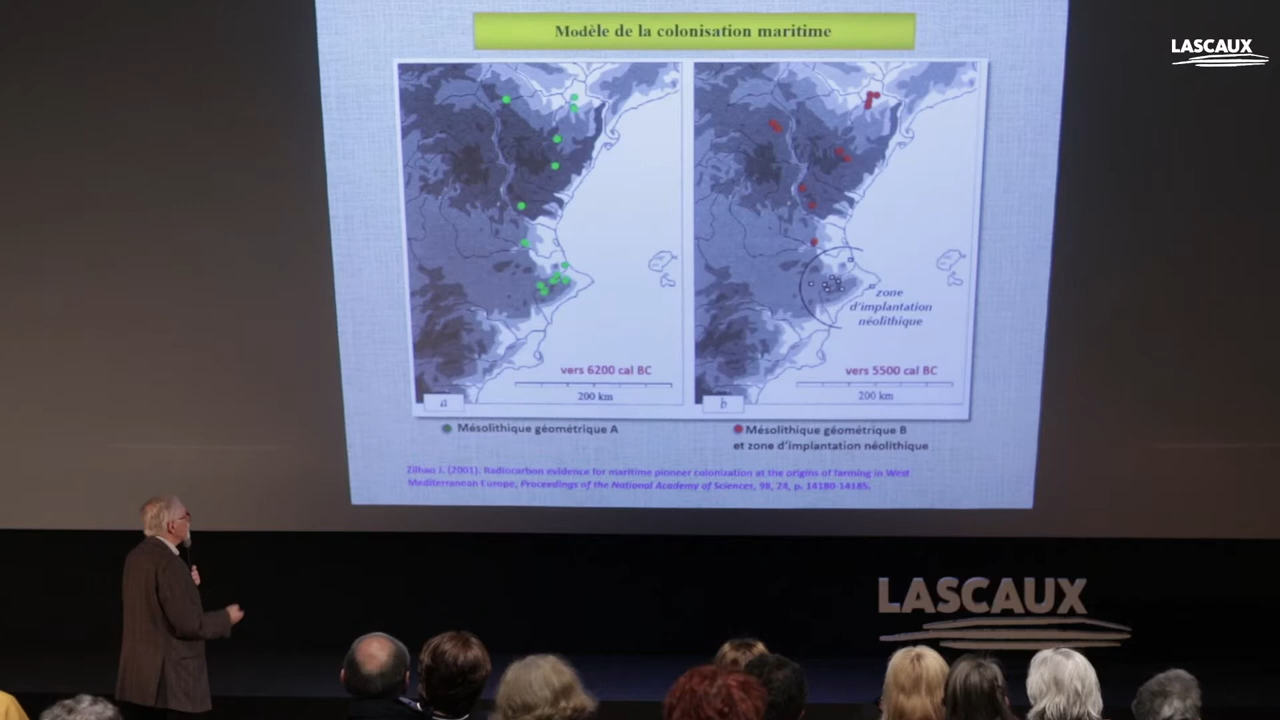 Modèle de la colonisation maritime
LASCAUX
zone
d'implantation
néolithique
vers 6200 cal BC
200 km
a
vers 5500 cal BC
200 km
b
Mésolithique géométrique A
Mésolithique géométrique B
et zone d'implantation néolithique
Zilhao J. (2001). Radiocarbon evidence for maritime pioneer colonization at the origins of farming in West
Mediterranean Europe, Proceedings of the National Academy of Sciences, 98, 24, p. 14180-14185.
LASCAUX